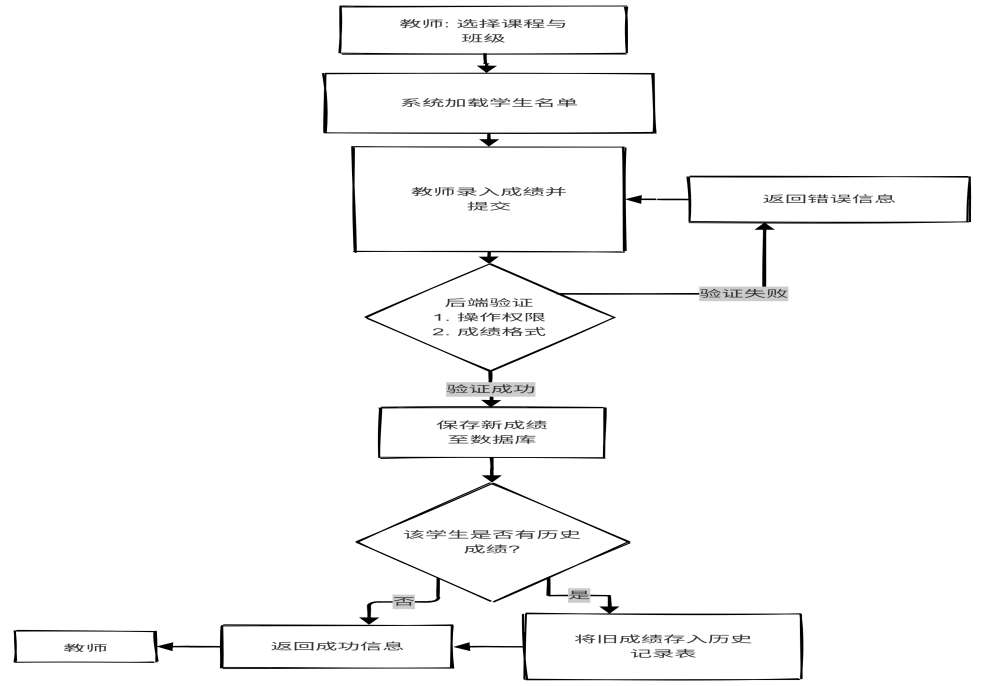 教师: 选择课程与
班级
系统加载学生名单
教师录入成绩并
提交
返回错误信息
后端验证
1. 操作权限
2. 成绩格式
验证失败
验证成功
保存新成绩
至数据库
该学生是否有历史
成绩?
否
是
教师
返回成功信息
将旧成绩存入历史
记录表